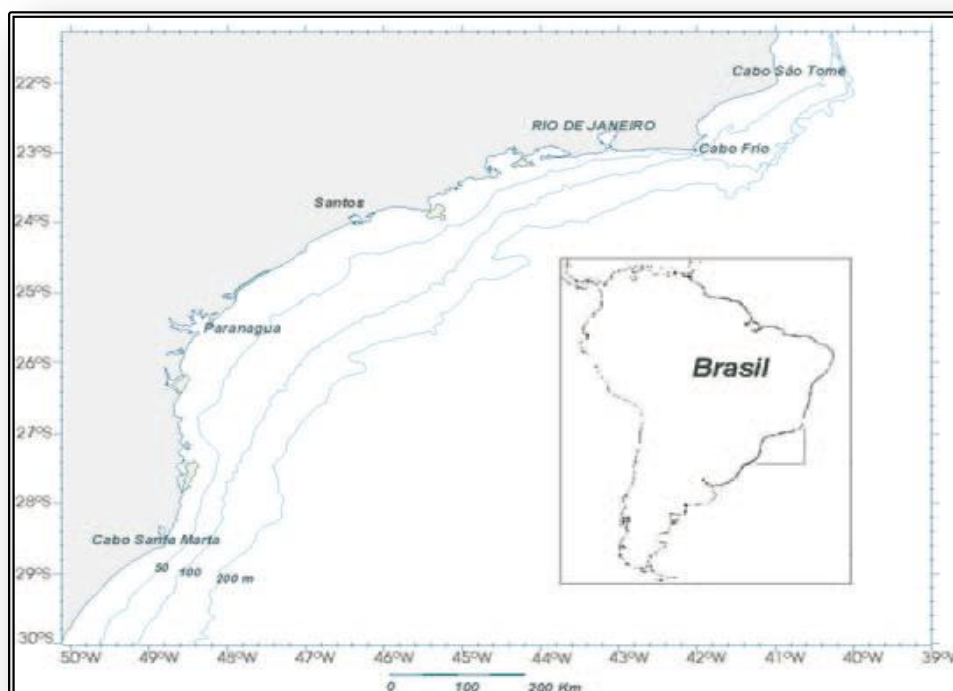 22ºS
Cabo São Tomé
RIO DE JANEIRO
23ºS
Cabo Frio
Santos
24ºS
25ºS
Paranagua
26ºS
Brasil
27ºS
28ºS
Cabo Santa Marta
50 100 200 m
29ºS
30ºS
50ºW 49ºW 48ºW 47ºW 46ºW 45ºW 44ºW 43ºW 42ºW 41ºW 40ºW 39ºW
0 100 200 Km